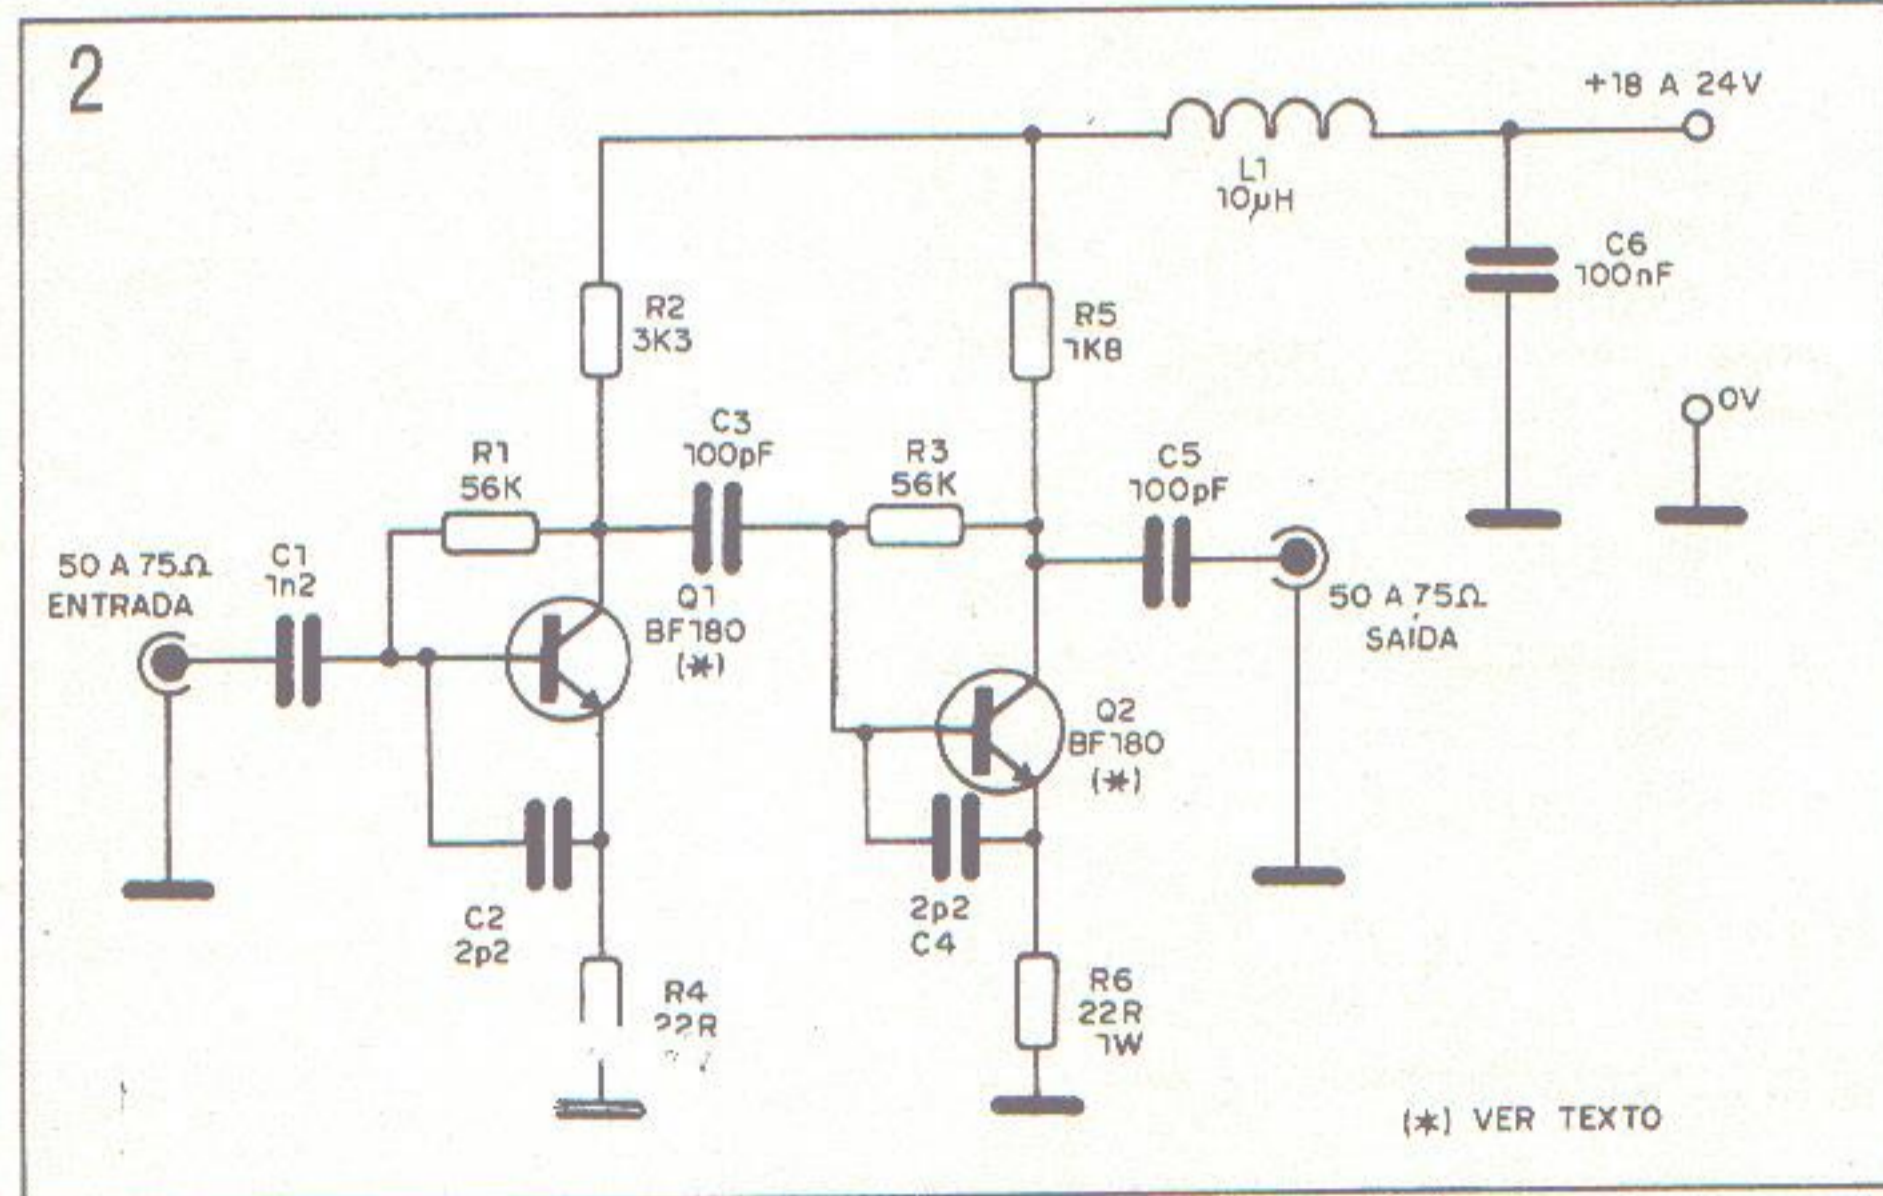 2
+18 A 24V
L1
10µH
C6
100nF
R2
3K3
R5
1K8
0V
C3
100pF
R1
56K
R3
56K
C5
100pF
50 A 75Ω
ENTRADA
C1
1n2
Q1
BF180
(*)
50 A 75Ω
SAÍDA
Q2
BF180
(*)
C2
2p2
2p2
C4
R4
22R
R6
22R
1W
(*) VER TEXTO